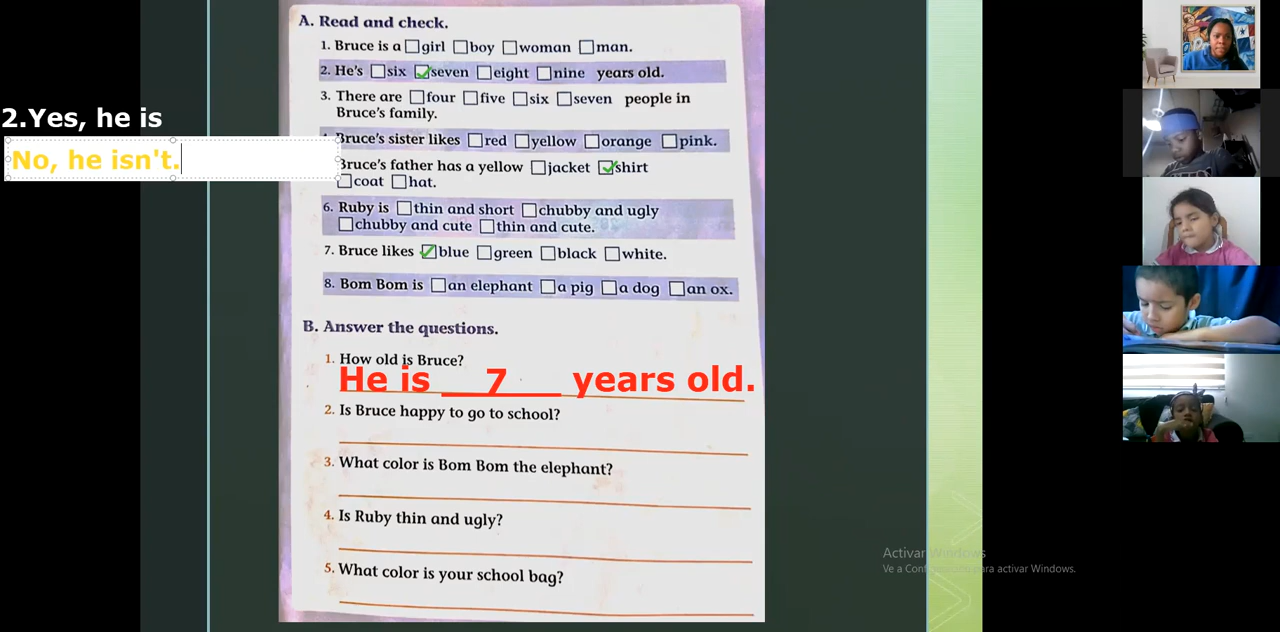 A. Read and check.
1. Bruce is a girl boy woman man.
2. He's six seven eight nine years old.
3. There are four five six seven people in
Bruce's family.
2.Yes, he is
Bruce's sister likes red yellow orange pink.
No, he isn't.
Bruce's father has a yellow jacket shirt
coat hat.
6. Ruby is thin and short chubby and ugly
chubby and cute thin and cute.
7. Bruce likes blue green black white.
8. Bom Bom is an elephant a pig a dog an ox.
B. Answer the questions.
1. How old is Bruce?
He is __7__ years old.
2. Is Bruce happy to go to school?
3. What color is Bom Bom the elephant?
4. Is Ruby thin and ugly?
5. What color is your school bag?
Activar Windows